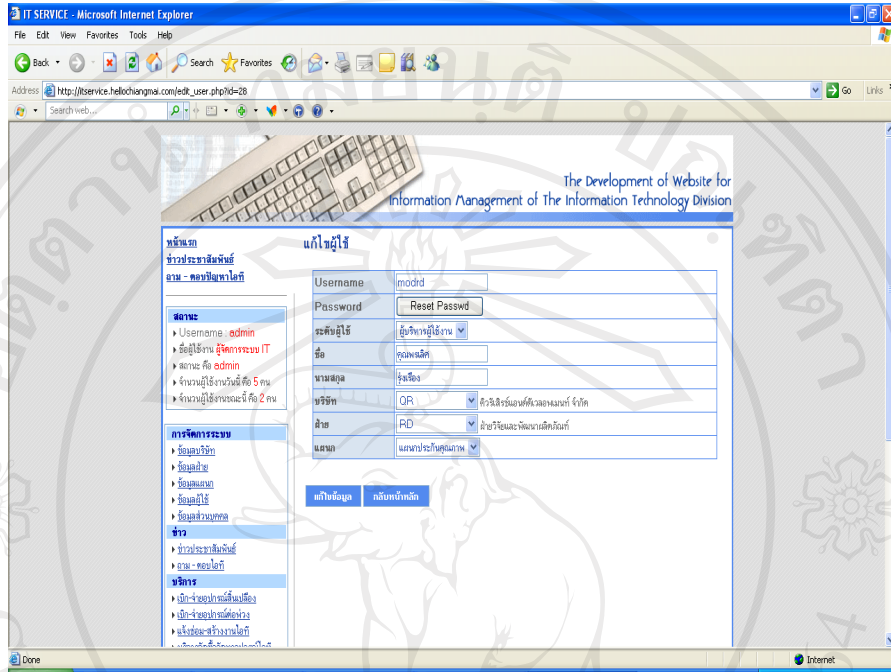 IT SERVICE - Microsoft Internet Explorer
File Edit View Favorites Tools Help
Back Search Favorites
Address http://itservice.hellochiangmai.com/edit_user.php?id=28 Go Links
Search web...
The Development of Website for
Information Management of The Information Technology Division
หน้าแรก
ข่าวประชาสัมพันธ์
ถาม - ตอบปัญหาไอที
สถานะ
Username : admin
ชื่อผู้ใช้งาน ผู้จัดการระบบ IT
สถานะ คือ admin
จำนวนผู้ใช้งานวันนี้คือ 5 คน
จำนวนผู้ใช้งานขณะนี้ คือ 2 คน
การจัดการระบบ
ข้อมูลบริษัท
ข้อมูลฝ่าย
ข้อมูลแผนก
ข้อมูลผู้ใช้
ข้อมูลส่วนบุคคล
ข่าว
ข่าวประชาสัมพันธ์
ถาม - ตอบไอที
บริการ
เบิก-จ่ายอุปกรณ์สิ้นเปลือง
เบิก-จ่ายอุปกรณ์ต่อพ่วง
แจ้งซ่อม-สร้างงานไอที
แก้ไขผู้ใช้
Username modrd
Password Reset Passwd
ระดับผู้ใช้ ผู้บริหารผู้ใช้งาน
ชื่อ คุณพรเลิศ
นามสกุล รุ่งเรือง
บริษัท QR คิวรีเสิร์ชแอนด์ดีเวลอพเมนท์ จำกัด
ฝ่าย RD ฝ่ายวิจัยและพัฒนาผลิตภัณฑ์
แผนก แผนกประกันคุณภาพ
แก้ไขข้อมูล กลับหน้าหลัก
Done Internet